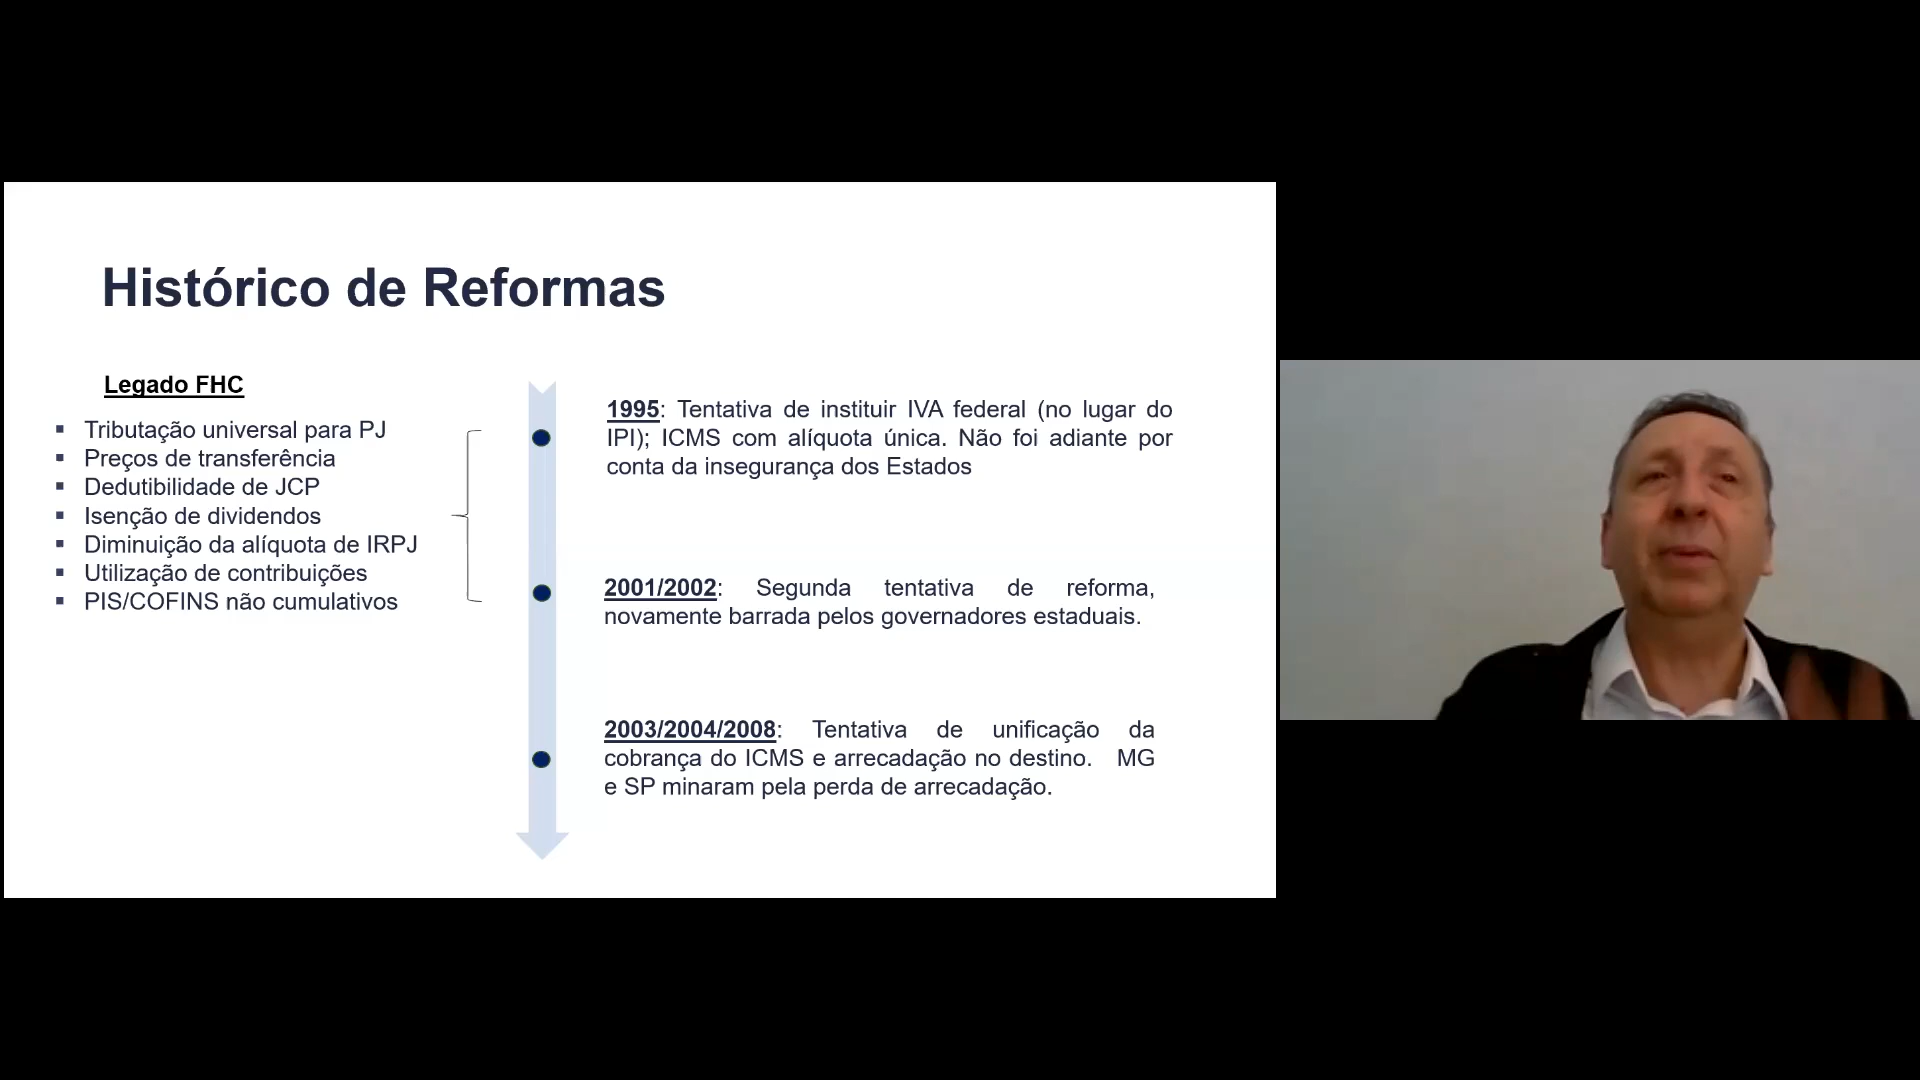 Histórico de Reformas
Legado FHC
▪ Tributação universal para PJ
▪ Preços de transferência
▪ Dedutibilidade de JCP
▪ Isenção de dividendos
▪ Diminuição da alíquota de IRPJ
▪ Utilização de contribuições
▪ PIS/COFINS não cumulativos
1995: Tentativa de instituir IVA federal (no lugar do
IPI); ICMS com alíquota única. Não foi adiante por
conta da insegurança dos Estados
2001/2002: Segunda tentativa de reforma,
novamente barrada pelos governadores estaduais.
2003/2004/2008: Tentativa de unificação da
cobrança do ICMS e arrecadação no destino. MG
e SP minaram pela perda de arrecadação.